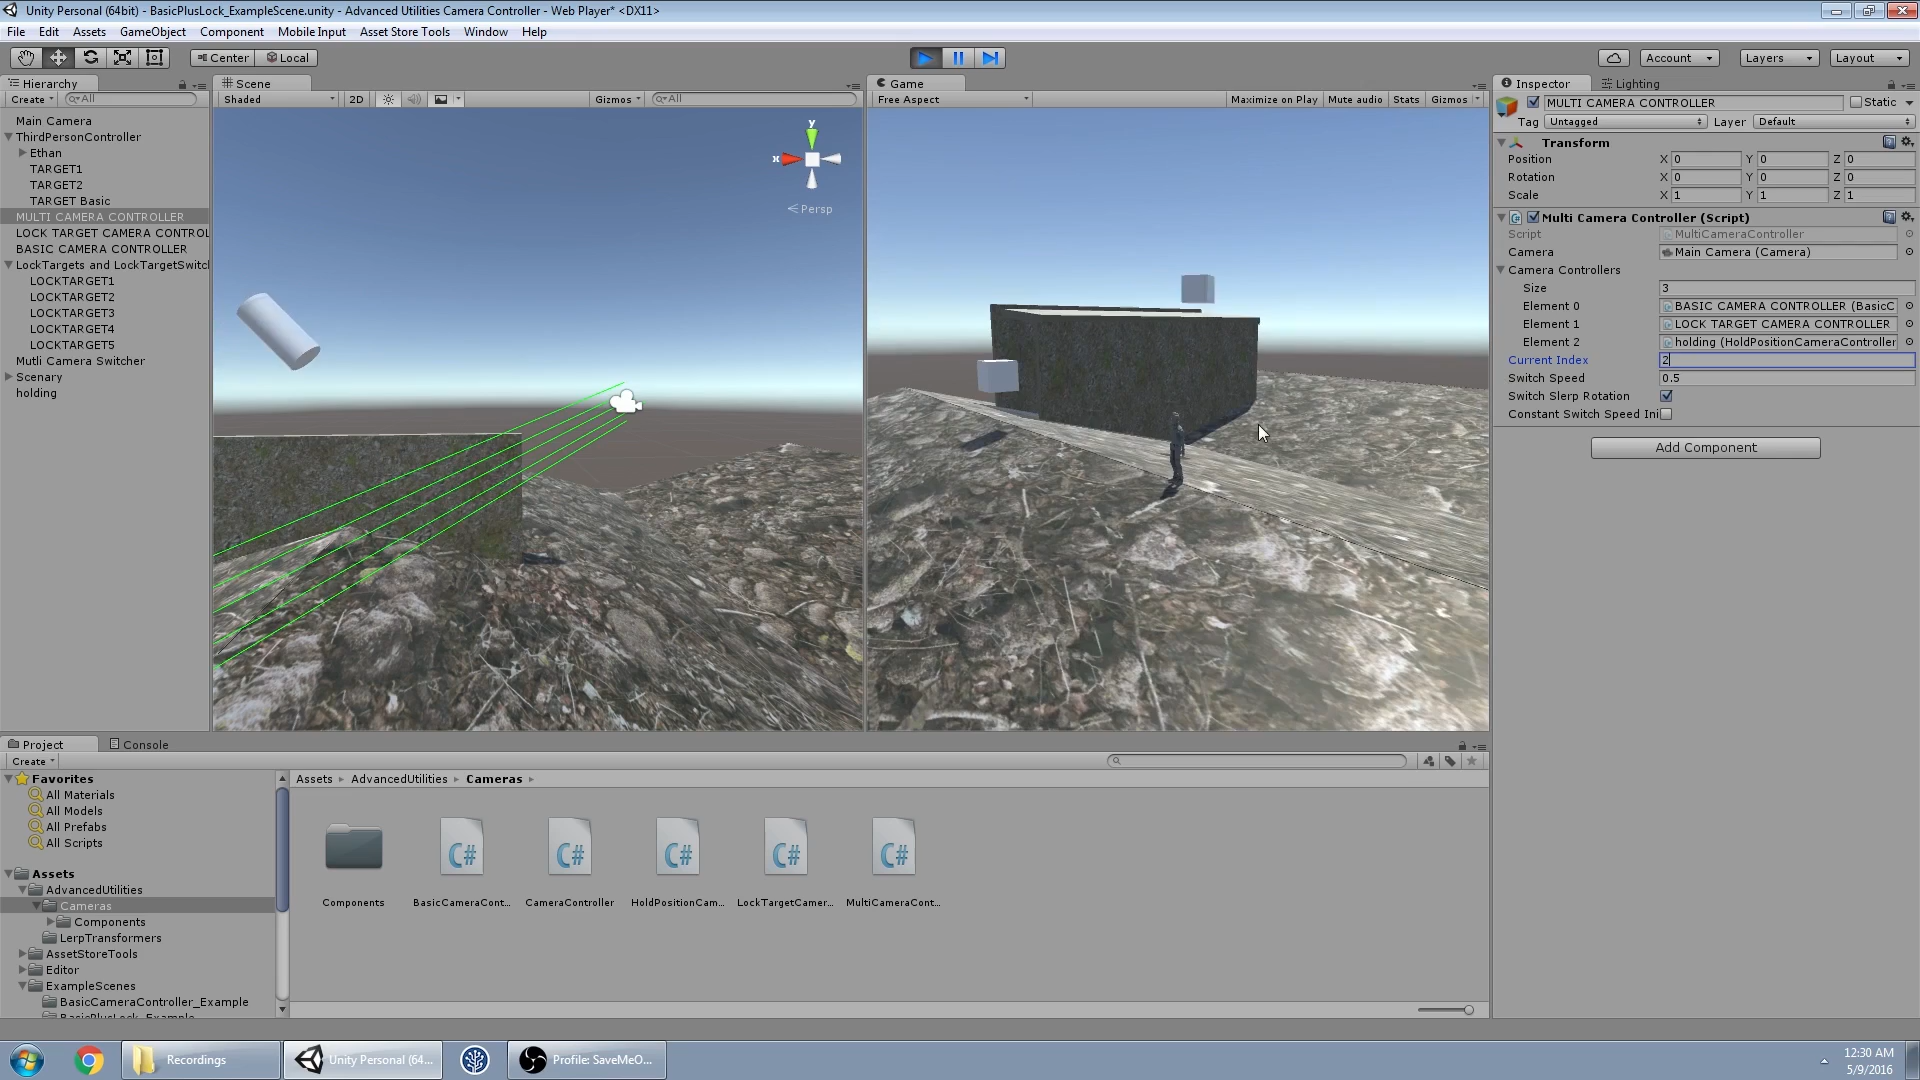 Unity Personal (64bit) - BasicPlusLock_ExampleScene.unity - Advanced Utilities Camera Controller - Web Player* <DX11>
File Edit Assets GameObject Component Mobile Input Asset Store Tools Window Help
Center Local Account Layers Layout
Hierarchy
Create All
Main Camera
ThirdPersonController
Ethan
TARGET1
TARGET2
TARGET Basic
MULTI CAMERA CONTROLLER
LOCK TARGET CAMERA CONTROL
BASIC CAMERA CONTROLLER
LockTargets and LockTargetSwitch
LOCKTARGET1
LOCKTARGET2
LOCKTARGET3
LOCKTARGET4
LOCKTARGET5
Mutli Camera Switcher
Scenary
holding
Scene
Shaded 2D Gizmos All
y
x
Persp
Game
Free Aspect Maximize on Play Mute audio Stats Gizmos
Inspector Lighting
MULTI CAMERA CONTROLLER Static
Tag Untagged Layer Default
Transform
Position X 0 Y 0 Z 0
Rotation X 0 Y 0 Z 0
Scale X 1 Y 1 Z 1
Multi Camera Controller (Script)
Script MultiCameraController
Camera Main Camera (Camera)
Camera Controllers
Size 3
Element 0 BASIC CAMERA CONTROLLER (BasicC
Element 1 LOCK TARGET CAMERA CONTROLLER
Element 2 holding (HoldPositionCameraController
Current Index 2
Switch Speed 0.5
Switch Slerp Rotation
Constant Switch Speed Ini
Add Component
Project Console
Create
Favorites
All Materials
All Models
All Prefabs
All Scripts
Assets
AdvancedUtilities
Cameras
Components
LerpTransformers
AssetStoreTools
Editor
ExampleScenes
BasicCameraController_Example
BasicPlusLock_Example
Assets AdvancedUtilities Cameras
C# C# C# C# C#
Components BasicCameraCont... CameraController HoldPositionCam... LockTargetCamer... MultiCameraCont...
Recordings Unity Personal (64... Profile: SaveMeO...
12:30 AM
5/9/2016